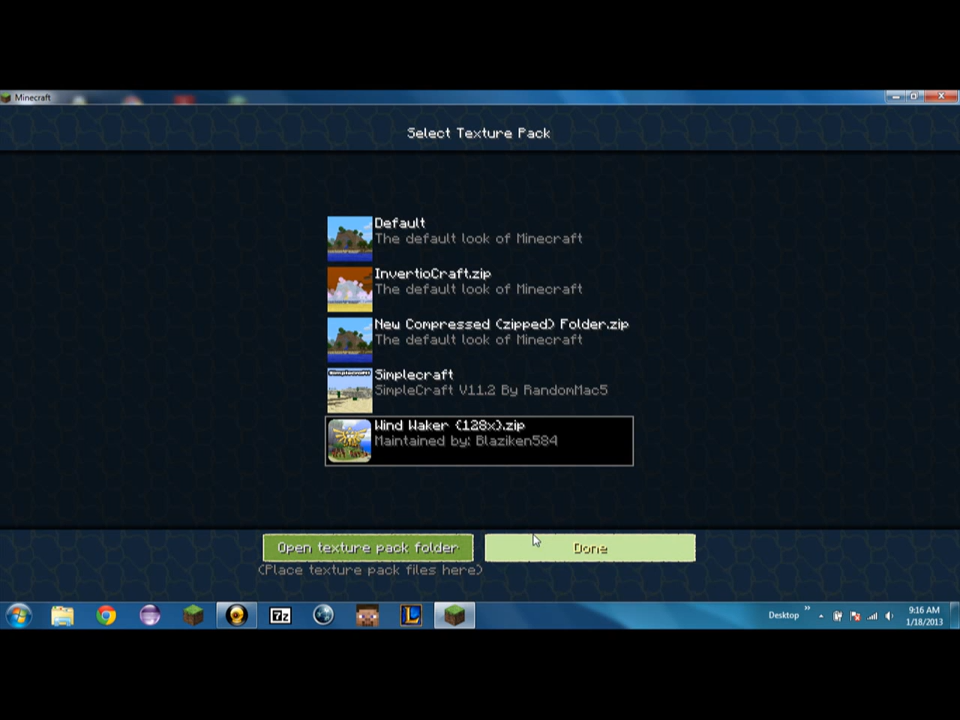 Minecraft
Select Texture Pack
Default
The default look of Minecraft
InvertioCraft.zip
The default look of Minecraft
New Compressed (zipped) Folder.zip
The default look of Minecraft
Simplecraft
SimpleCraft V11.2 By RandomMac5
Wind Waker (128x).zip
Maintained by: Blaziken584
Open texture pack folder
Done
(Place texture pack files here)
7z
L
Desktop
9:16 AM
1/18/2013